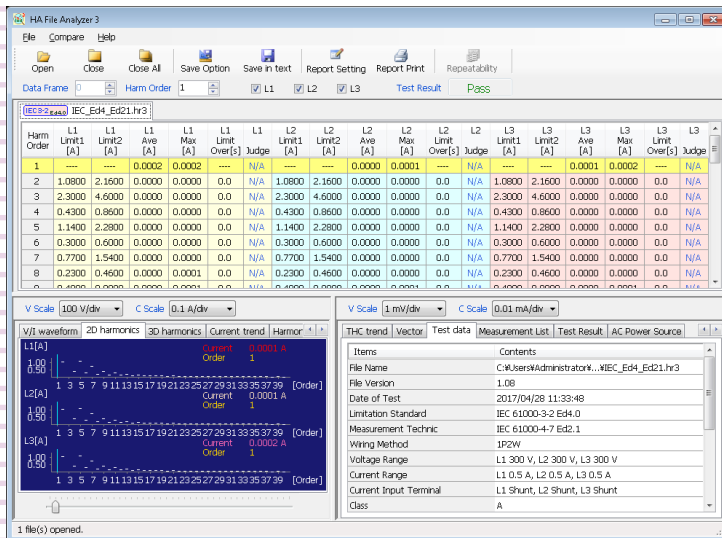 HA File Analyzer 3
File Compare Help
Open Close Close All Save Option Save in text Report Setting Report Print Repeatability
Data Frame 0 Harm Order 1 L1 L2 L3 Test Result Pass
IEC3-2 Ed4.0 IEC_Ed4_Ed21.hr3
Harm Order L1 Limit1 [A] L1 Limit2 [A] L1 Ave [A] L1 Max [A] L1 Limit Over[s] L1 Judge L2 Limit1 [A] L2 Limit2 [A] L2 Ave [A] L2 Max [A] L2 Limit Over[s] L2 Judge L3 Limit1 [A] L3 Limit2 [A] L3 Ave [A] L3 Max [A] L3 Limit Over[s] L3 Judge
1 ---- ---- 0.0002 0.0002 ---- N/A ---- ---- 0.0000 0.0001 ---- N/A ---- ---- 0.0001 0.0002 ---- N/A
2 1.0800 2.1600 0.0000 0.0000 0.0 N/A 1.0800 2.1600 0.0000 0.0000 0.0 N/A 1.0800 2.1600 0.0000 0.0000 0.0 N/A
3 2.3000 4.6000 0.0000 0.0000 0.0 N/A 2.3000 4.6000 0.0000 0.0000 0.0 N/A 2.3000 4.6000 0.0000 0.0000 0.0 N/A
4 0.4300 0.8600 0.0000 0.0000 0.0 N/A 0.4300 0.8600 0.0000 0.0000 0.0 N/A 0.4300 0.8600 0.0000 0.0000 0.0 N/A
5 1.1400 2.2800 0.0000 0.0000 0.0 N/A 1.1400 2.2800 0.0000 0.0000 0.0 N/A 1.1400 2.2800 0.0000 0.0000 0.0 N/A
6 0.3000 0.6000 0.0000 0.0000 0.0 N/A 0.3000 0.6000 0.0000 0.0000 0.0 N/A 0.3000 0.6000 0.0000 0.0000 0.0 N/A
7 0.7700 1.5400 0.0000 0.0000 0.0 N/A 0.7700 1.5400 0.0000 0.0000 0.0 N/A 0.7700 1.5400 0.0000 0.0000 0.0 N/A
8 0.2300 0.4600 0.0000 0.0001 0.0 N/A 0.2300 0.4600 0.0000 0.0000 0.0 N/A 0.2300 0.4600 0.0000 0.0000 0.0 N/A
V Scale 100 V/div C Scale 0.1 A/div
V/I waveform 2D harmonics 3D harmonics Current trend Harmor
L1[A] Current 0.0001 A
Order 1
1.00
0.50
1 3 5 7 9 11 13 15 17 19 21 23 25 27 29 31 33 35 37 39 [Order]
L2[A] Current 0.0001 A
Order 1
1.00
0.50
1 3 5 7 9 11 13 15 17 19 21 23 25 27 29 31 33 35 37 39 [Order]
L3[A] Current 0.0002 A
Order 1
1.00
0.50
1 3 5 7 9 11 13 15 17 19 21 23 25 27 29 31 33 35 37 39 [Order]
V Scale 1 mV/div C Scale 0.01 mA/div
THC trend Vector Test data Measurement List Test Result AC Power Source
Items Contents
File Name C:¥Users¥Administrator¥...¥IEC_Ed4_Ed21.hr3
File Version 1.08
Date of Test 2017/04/28 11:33:48
Limitation Standard IEC 61000-3-2 Ed4.0
Measurement Technic IEC 61000-4-7 Ed2.1
Wiring Method 1P2W
Voltage Range L1 300 V, L2 300 V, L3 300 V
Current Range L1 0.5 A, L2 0.5 A, L3 0.5 A
Current Input Terminal L1 Shunt, L2 Shunt, L3 Shunt
Class A
1 file(s) opened.